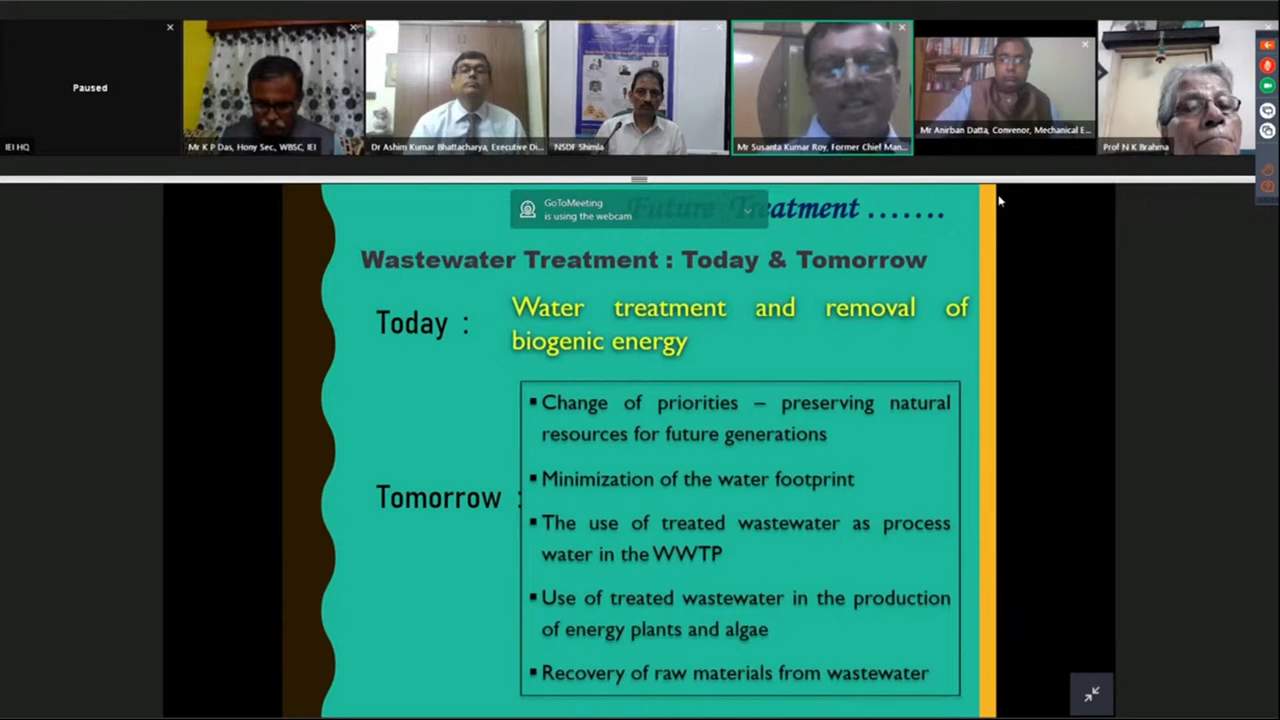 Paused
IEI HQ
Mr K P Das, Hony Sec., WBSC, IEI
Dr Ashim Kumar Bhattacharya, Executive Di...
NSDF Shimla
Mr Susanta Kumar Roy, Former Chief Man...
Mr Anirban Datta, Convenor, Mechanical E...
Prof N K Brahma
GoToMeeting
is using the webcam
Future Treatment .......
Wastewater Treatment : Today & Tomorrow
Today :
Water treatment and removal of
biogenic energy
Tomorrow :
▪ Change of priorities – preserving natural
resources for future generations
▪ Minimization of the water footprint
▪ The use of treated wastewater as process
water in the WWTP
▪ Use of treated wastewater in the production
of energy plants and algae
▪ Recovery of raw materials from wastewater